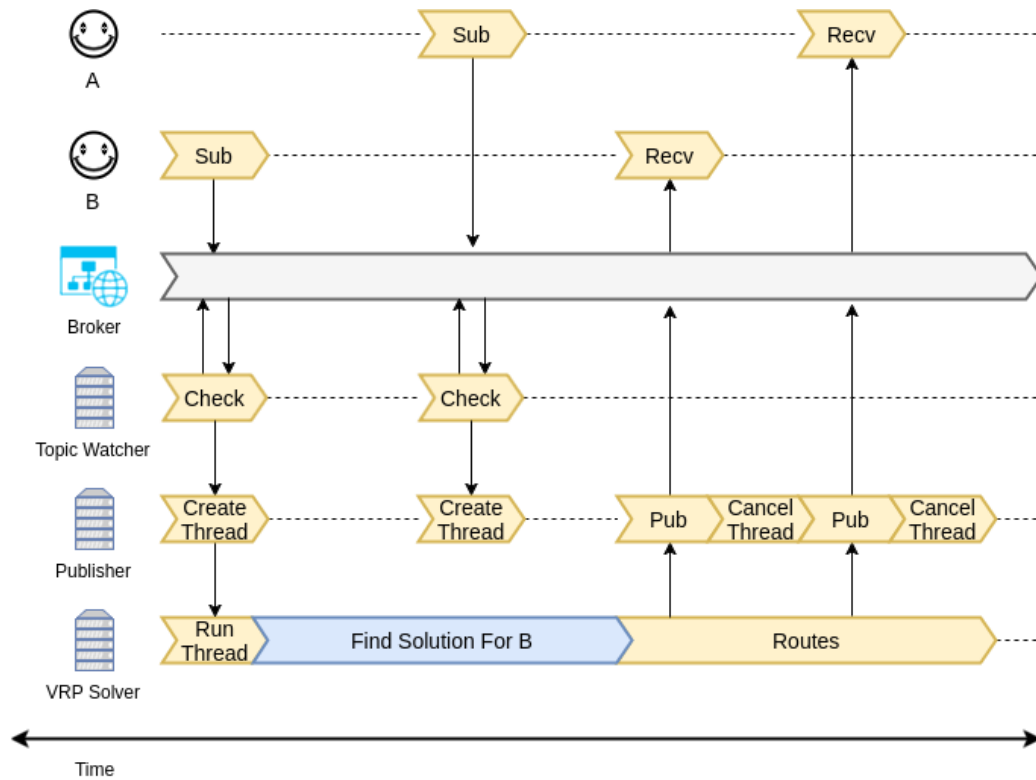 Sub
Recv
A
Sub
Recv
B
Broker
Check
Check
Topic Watcher
Create
Thread
Create
Thread
Pub
Cancel
Thread
Pub
Cancel
Thread
Publisher
Run
Thread
Find Solution For B
Routes
VRP Solver
Time